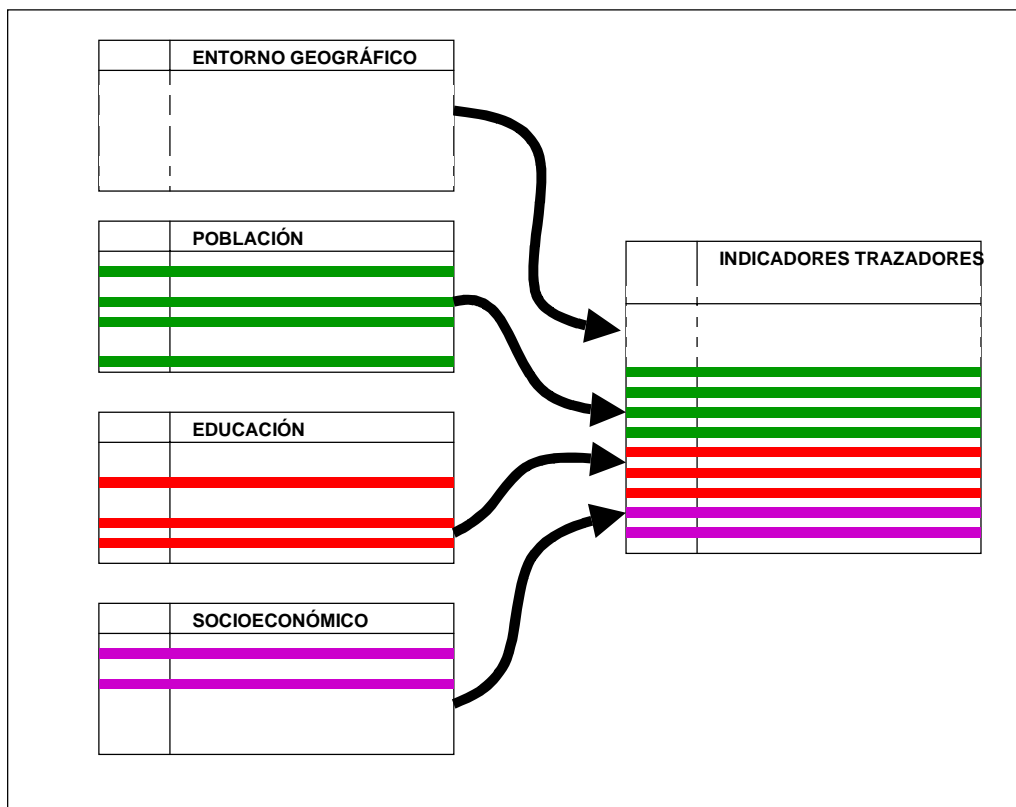 ENTORNO GEOGRÁFICO
POBLACIÓN
INDICADORES TRAZADORES
EDUCACIÓN
SOCIOECONÓMICO